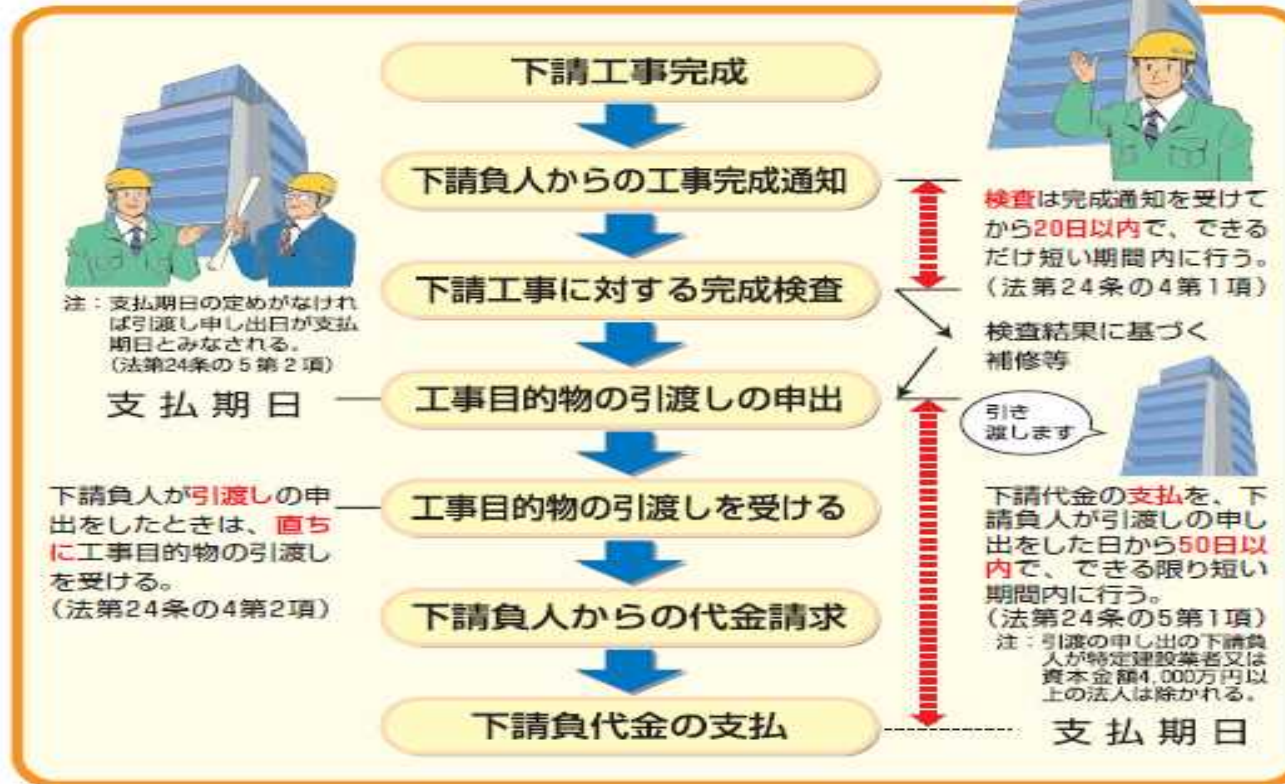 下請工事完成
下請負人からの工事完成通知
下請工事に対する完成検査
工事目的物の引渡しの申出
工事目的物の引渡しを受ける
下請負人からの代金請求
下請負代金の支払
注：支払期日の定めがなけれ
ば引渡し申し出日が支払
期日とみなされる。
(法第24条の5第2項)
支払期日
下請負人が引渡しの申
出をしたときは、直ち
に工事目的物の引渡し
を受ける。
(法第24条の4第2項)
検査は完成通知を受けて
から20日以内で、できる
だけ短い期間内に行う。
(法第24条の4第1項)
検査結果に基づく
補修等
引き
渡します
下請代金の支払を、下
請負人が引渡しの申し
出をした日から50日以
内で、できる限り短い
期間内に行う。
(法第24条の5第1項)
注：引渡の申し出の下請負
人が特定建設業者又は
資本金額4,000万円以
上の法人は除かれる。
支払期日